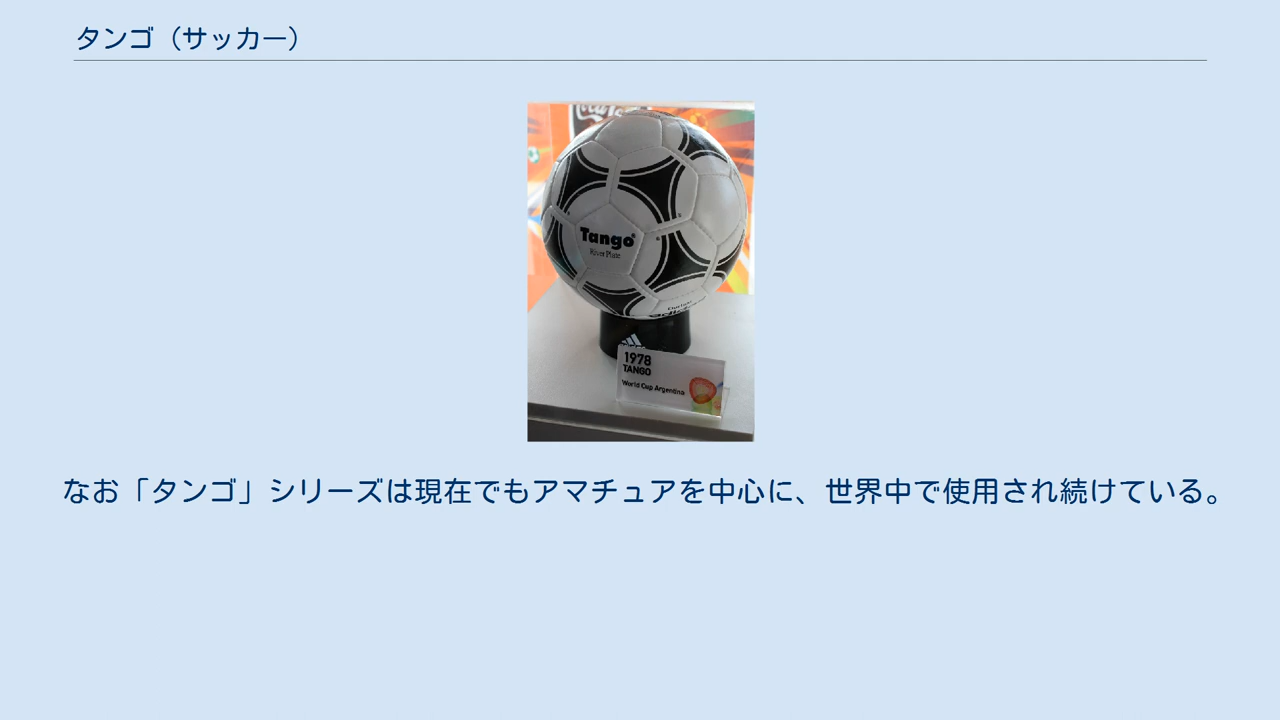 タンゴ（サッカー）
Tango
River Plate
1978
TANGO
World Cup Argentina
なお「タンゴ」シリーズは現在でもアマチュアを中心に、世界中で使用され続けている。